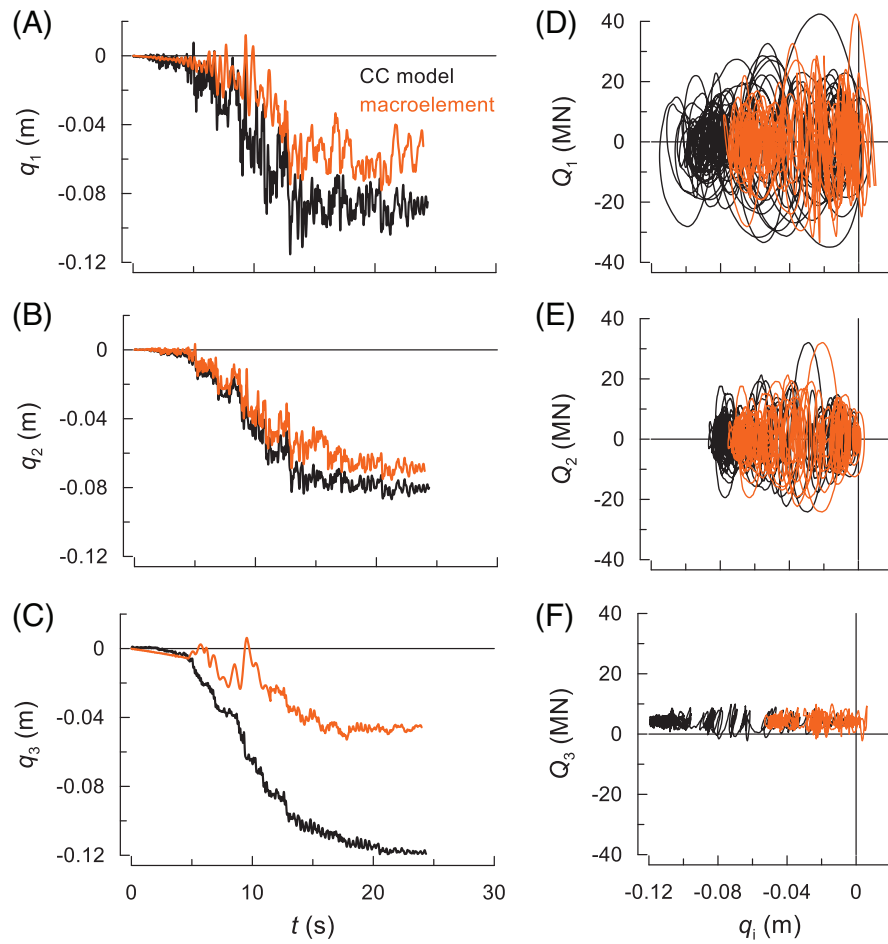 (A)
0
-0.04
-0.08
-0.12
q1 (m)
CC model
macroelement
(B)
0
-0.04
-0.08
-0.12
q2 (m)
(C)
0
-0.04
-0.08
-0.12
q3 (m)
0 10 20 30
t (s)
(D)
40
20
0
-20
-40
Q1 (MN)
(E)
40
20
0
-20
-40
Q2 (MN)
(F)
40
20
0
-20
-40
Q3 (MN)
-0.12 -0.08 -0.04 0
qi (m)